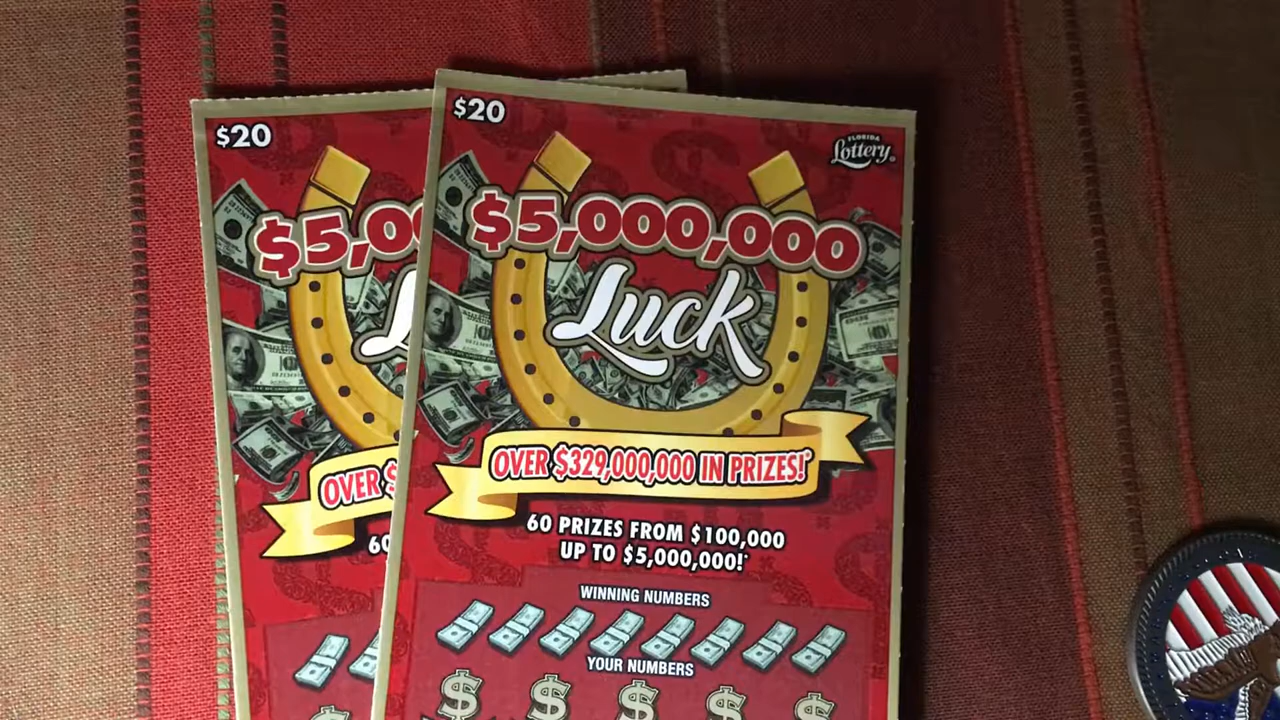 $20
$5,0
L
OVER $
60
$20
FLORIDA
Lottery
$5,000,000
Luck
OVER $329,000,000 IN PRIZES!*
60 PRIZES FROM $100,000
UP TO $5,000,000!*
WINNING NUMBERS
YOUR NUMBERS